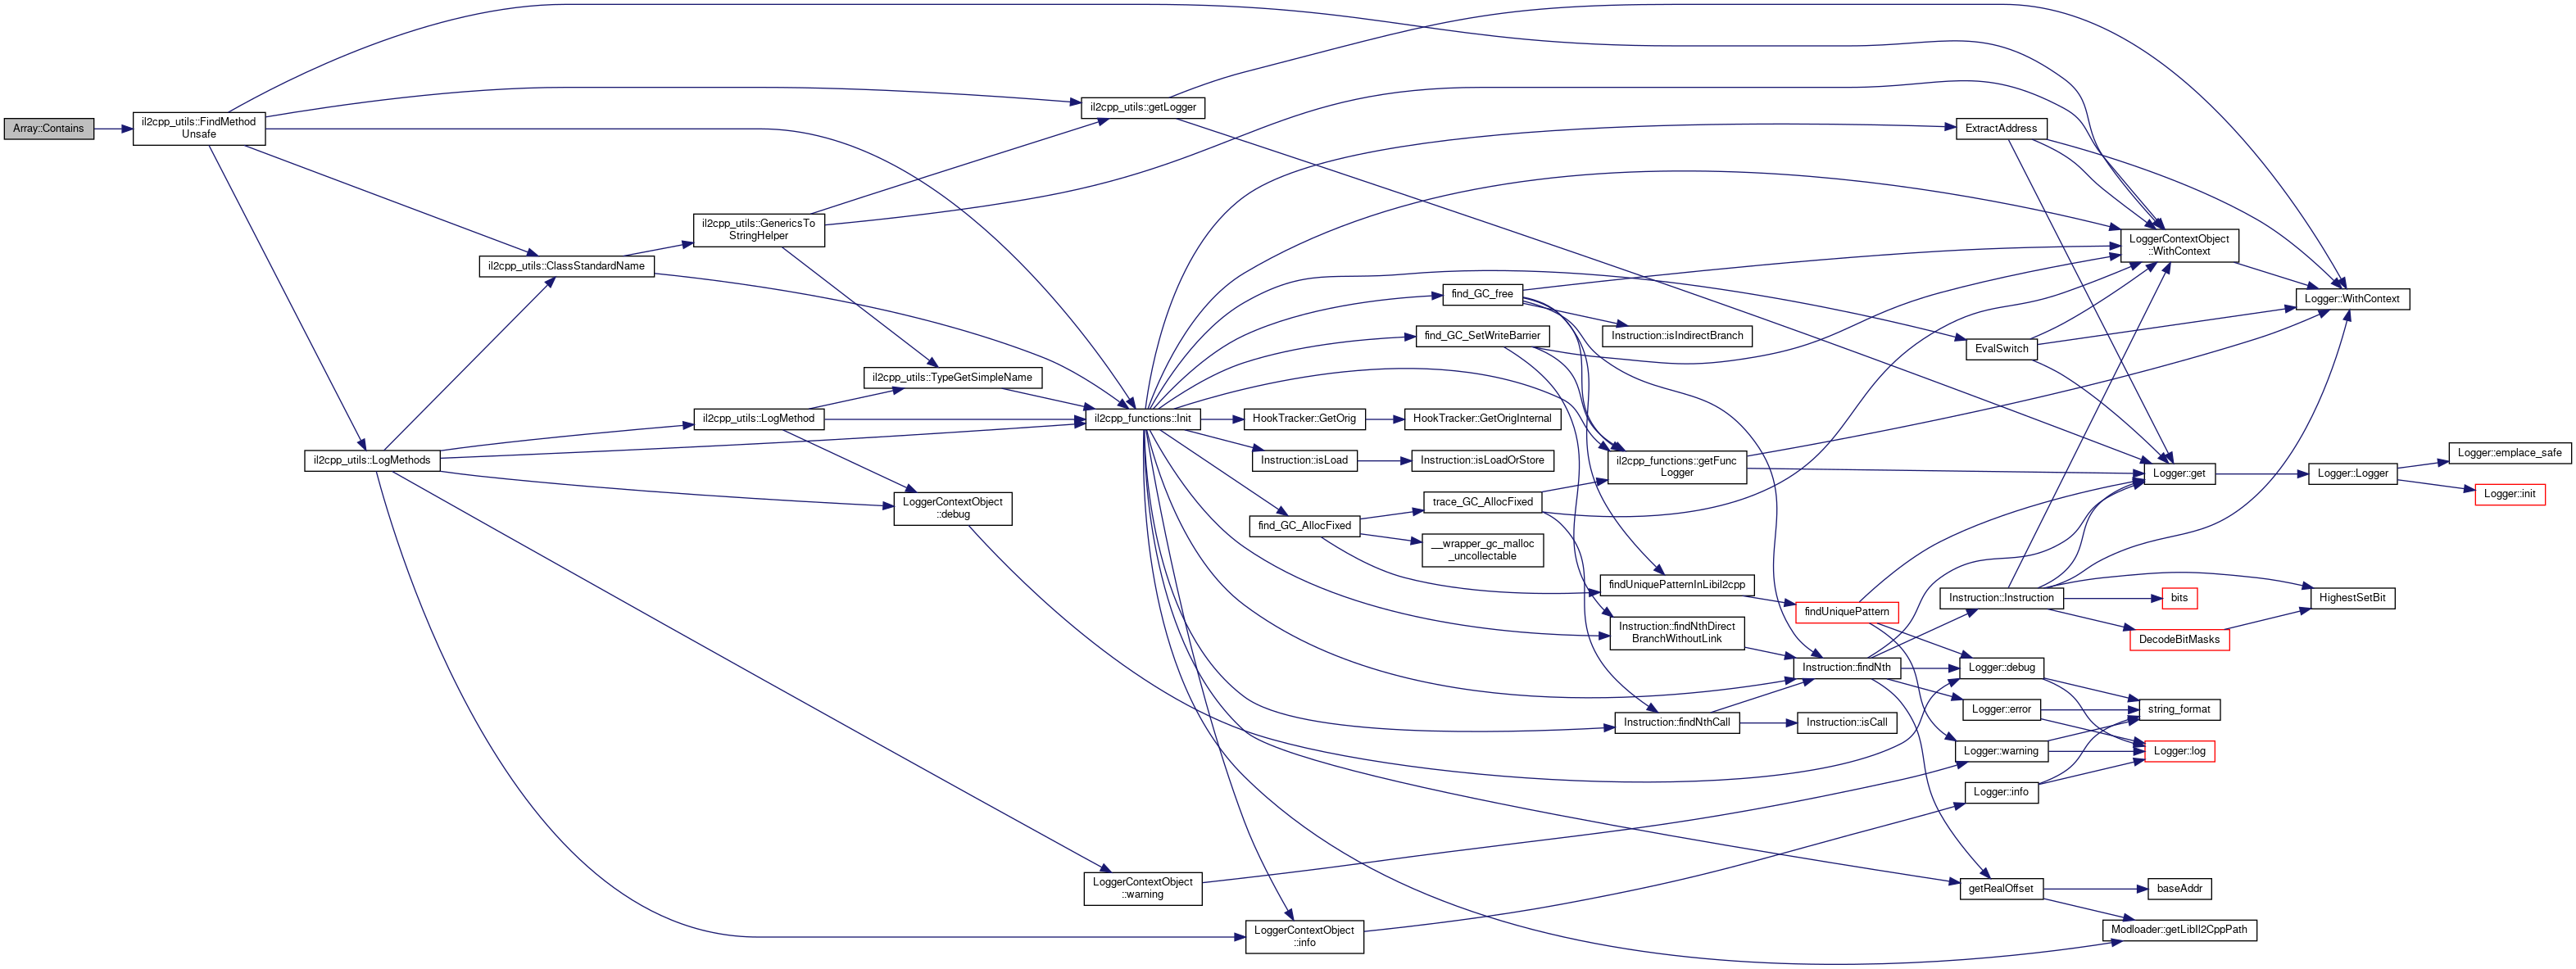 Array::Contains
il2cpp_utils::FindMethod
Unsafe
il2cpp_utils::LogMethods
il2cpp_utils::ClassStandardName
il2cpp_utils::GenericsTo
StringHelper
il2cpp_utils::LogMethod
il2cpp_utils::TypeGetSimpleName
LoggerContextObject
::debug
il2cpp_utils::getLogger
il2cpp_functions::Init
LoggerContextObject
::warning
HookTracker::GetOrig
Instruction::isLoad
find_GC_AllocFixed
LoggerContextObject
::info
find_GC_free
find_GC_SetWriteBarrier
HookTracker::GetOrigInternal
Instruction::isLoadOrStore
trace_GC_AllocFixed
__wrapper_gc_malloc
_uncollectable
Instruction::isIndirectBranch
il2cpp_functions::getFunc
Logger
findUniquePatternInLibil2cpp
Instruction::findNthDirect
BranchWithoutLink
Instruction::findNthCall
findUniquePattern
Instruction::findNth
Instruction::isCall
ExtractAddress
EvalSwitch
Instruction::Instruction
Logger::debug
Logger::error
Logger::warning
Logger::info
getRealOffset
LoggerContextObject
::WithContext
Logger::get
bits
DecodeBitMasks
string_format
Logger::log
baseAddr
Modloader::getLibIl2CppPath
Logger::WithContext
Logger::Logger
HighestSetBit
Logger::emplace_safe
Logger::init